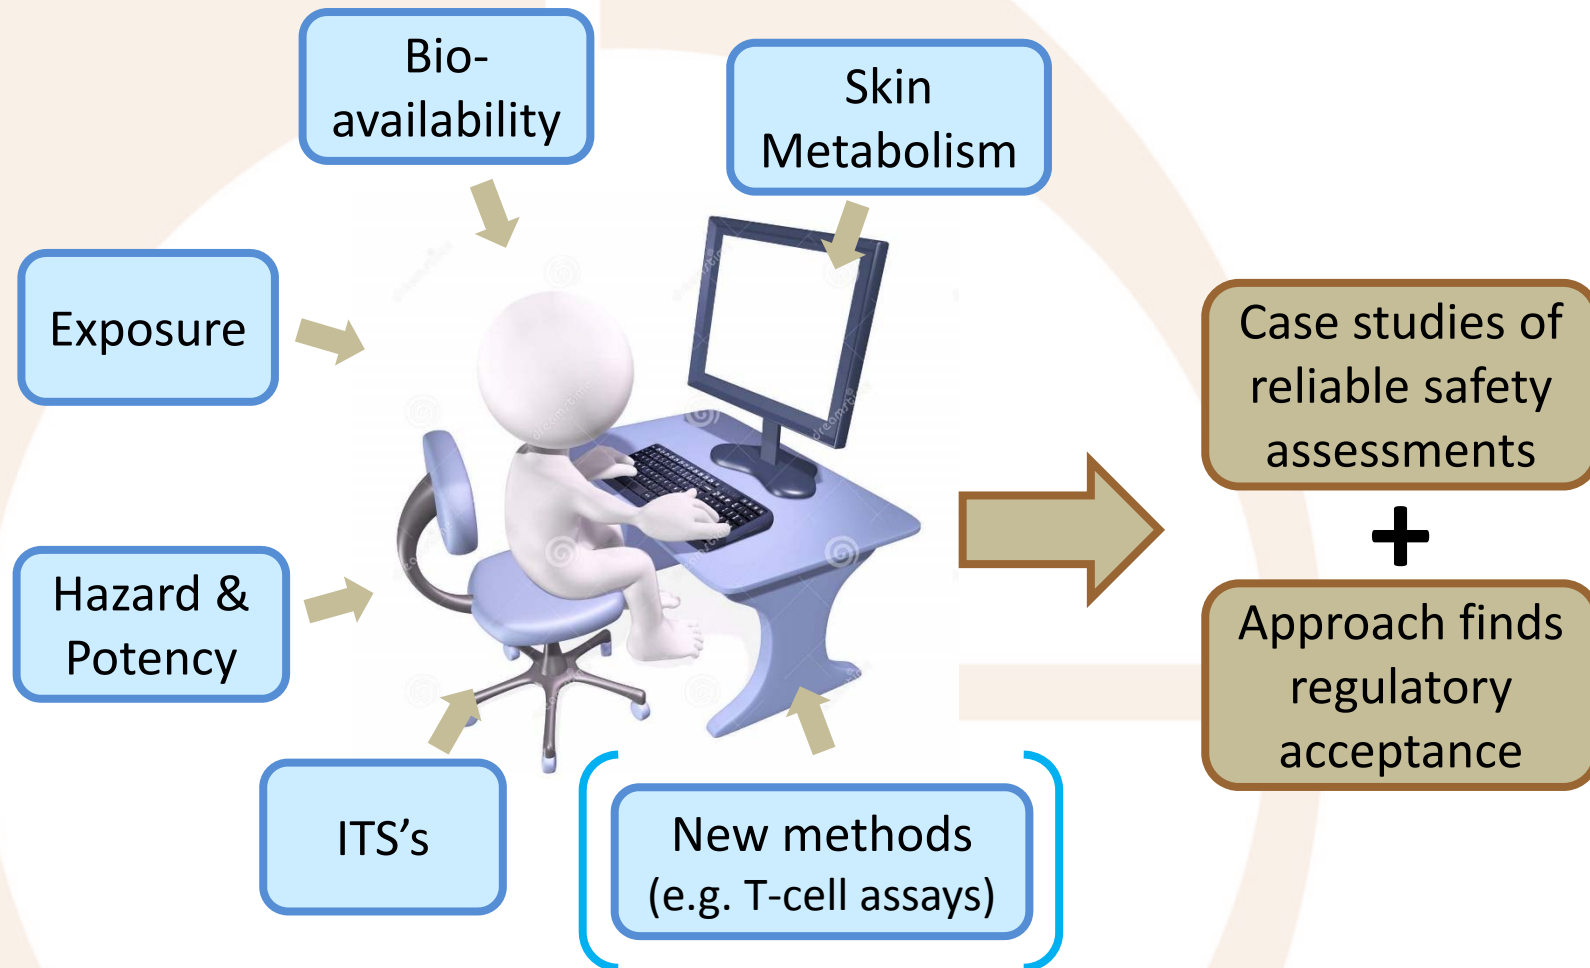 Bio-
availability
Skin
Metabolism
Exposure
Hazard &
Potency
ITS’s
New methods
(e.g. T-cell assays)
Case studies of
reliable safety
assessments
+
Approach finds
regulatory
acceptance